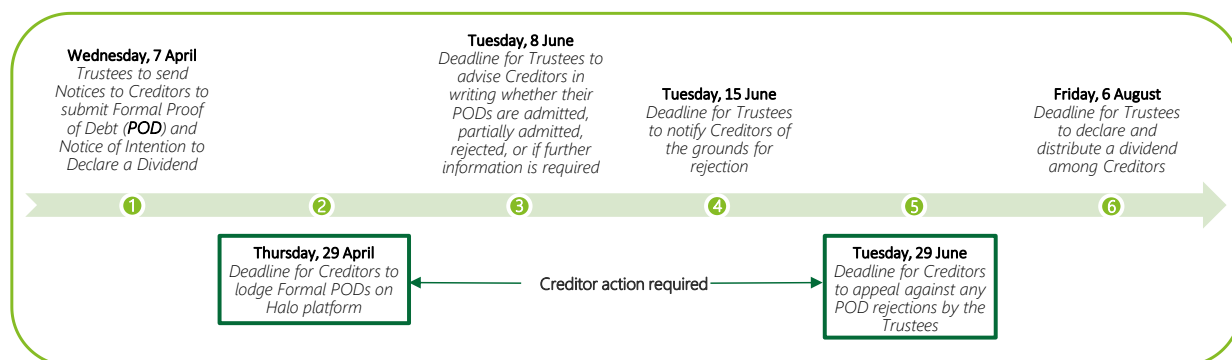 Wednesday, 7 April
Trustees to send
Notices to Creditors to
submit Formal Proof
of Debt (POD) and
Notice of Intention to
Declare a Dividend
Tuesday, 8 June
Deadline for Trustees to
advise Creditors in
writing whether their
PODs are admitted,
partially admitted,
rejected, or if further
information is required
Tuesday, 15 June
Deadline for Trustees
to notify Creditors of
the grounds for
rejection
Friday, 6 August
Deadline for Trustees
to declare and
distribute a dividend
among Creditors
1
2
3
4
5
6
Thursday, 29 April
Deadline for Creditors to
lodge Formal PODs on
Halo platform
Creditor action required
Tuesday, 29 June
Deadline for Creditors
to appeal against any
POD rejections by the
Trustees